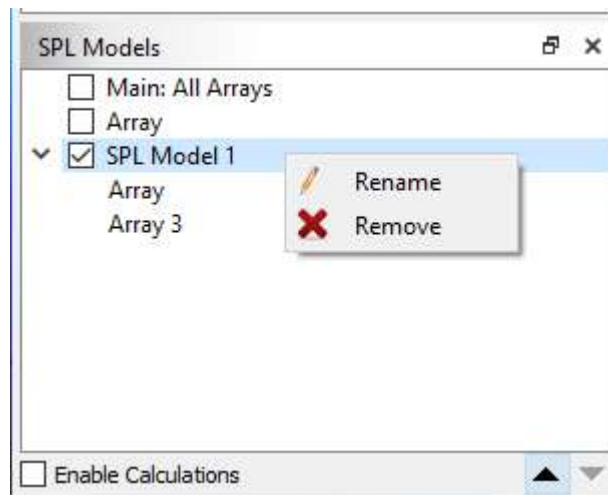 SPL Models
Main: All Arrays
Array
SPL Model 1
Rename
Array
Array 3
Remove
Enable Calculations